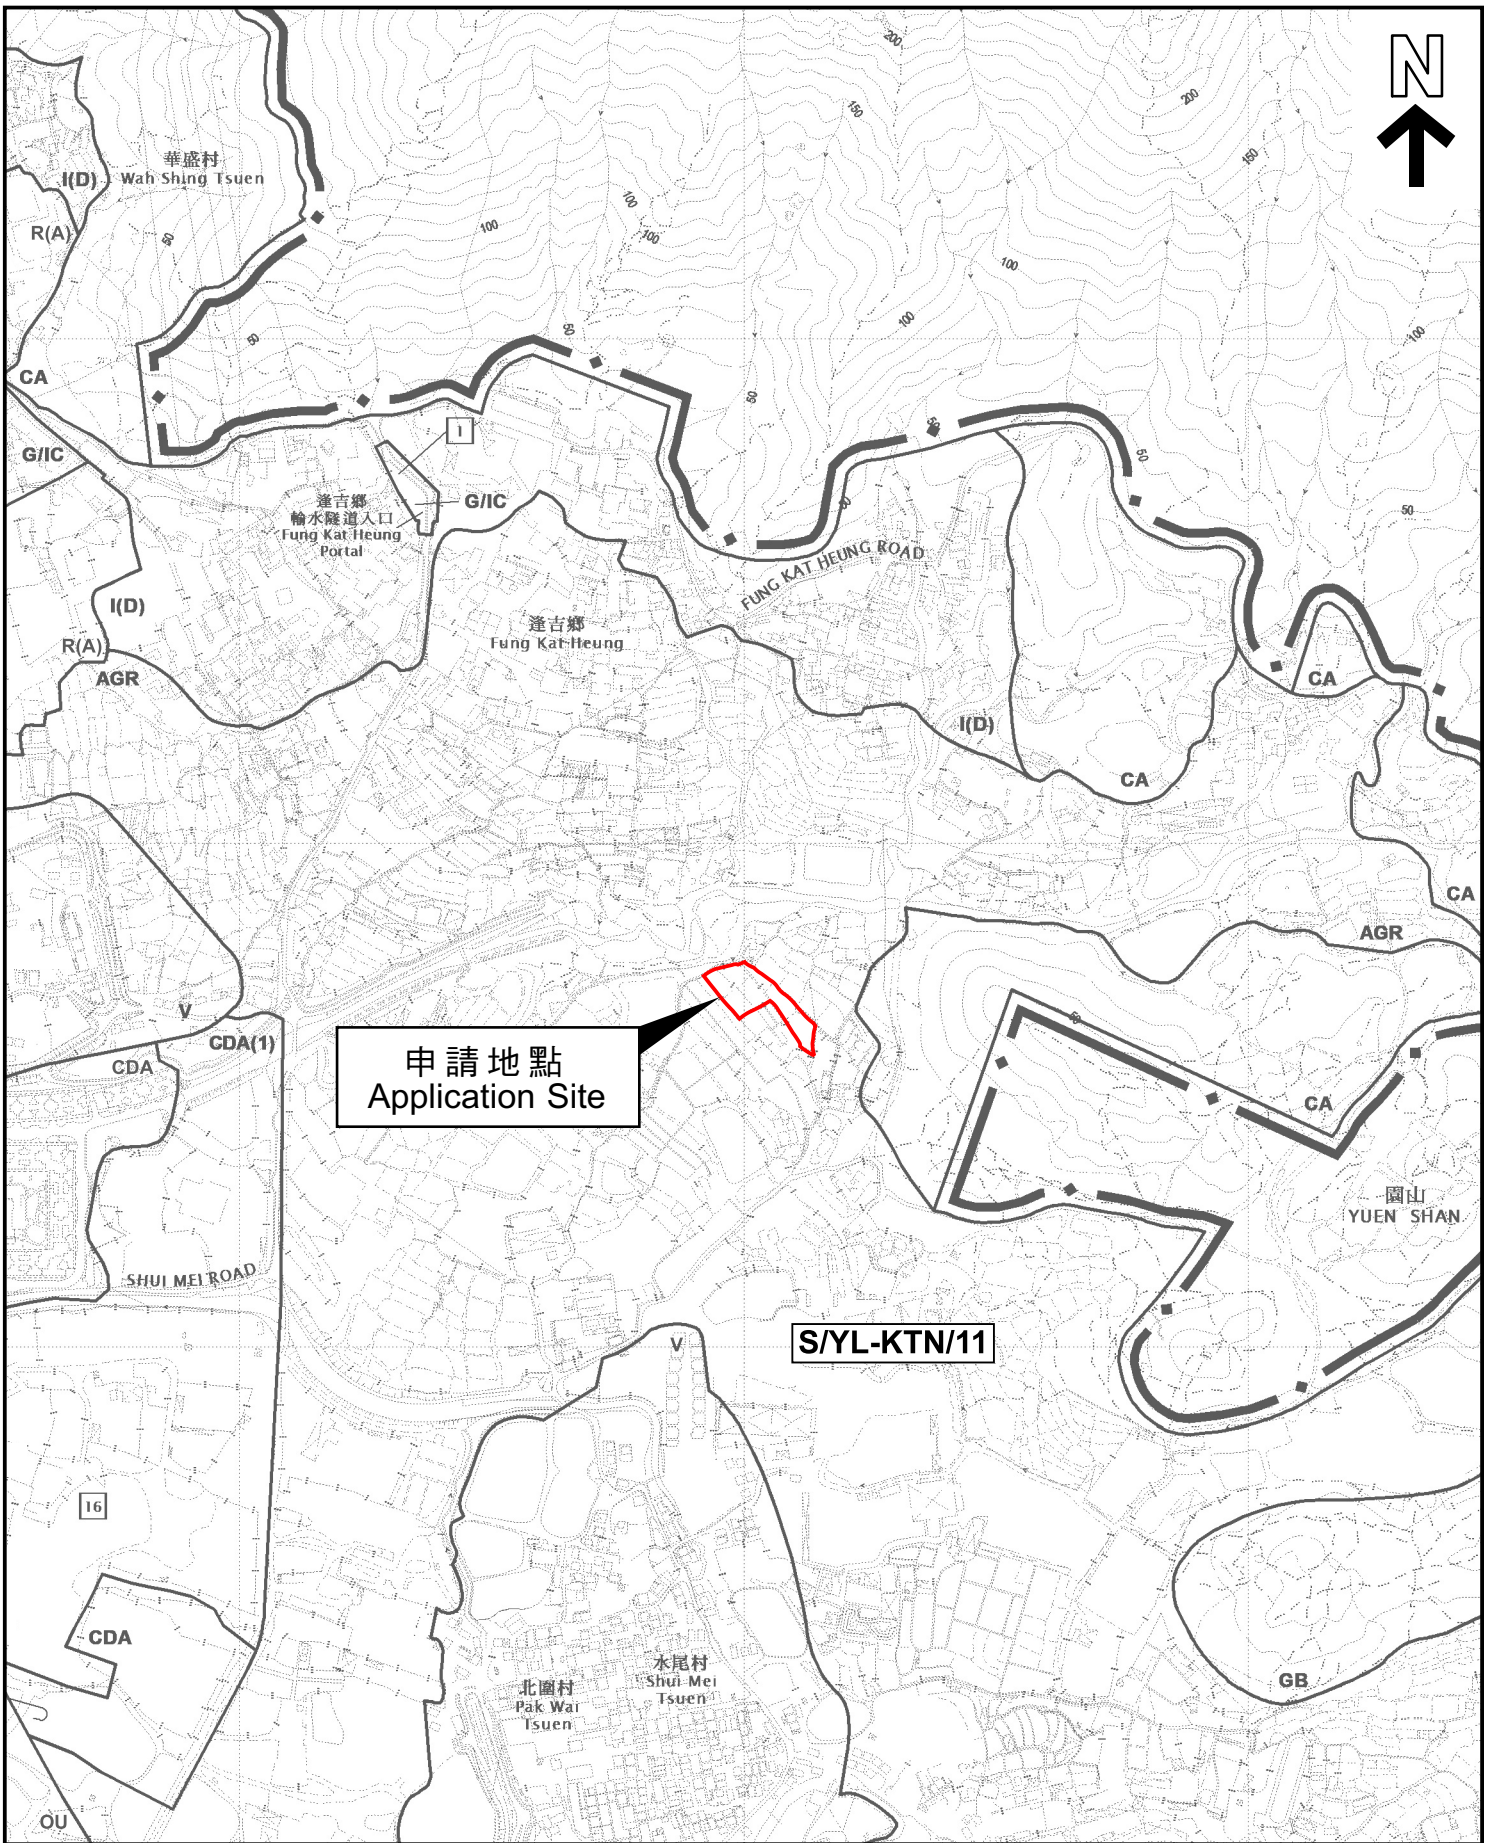 N
200
150
200
150
華盛村
Wah Shing Tsuen
I(D)
R(A)
50
100
100
100
100
50
50
100
100
CA
50
50
50
50
50
1
G/IC
G/IC
逢吉鄉
輸水隧道入口
Fung Kat Heung
Portal
FUNG KAT HEUNG ROAD
I(D)
逢吉鄉
Fung Kat Heung
R(A)
AGR
CA
I(D)
CA
CA
AGR
V
CDA(1)
CDA
申請地點
Application Site
50
CA
園山
YUEN SHAN
SHUI MEI ROAD
V
S/YL-KTN/11
16
CDA
水尾村
Shui Mei
Tsuen
北圍村
Pak Wai
Tsuen
GB
OU